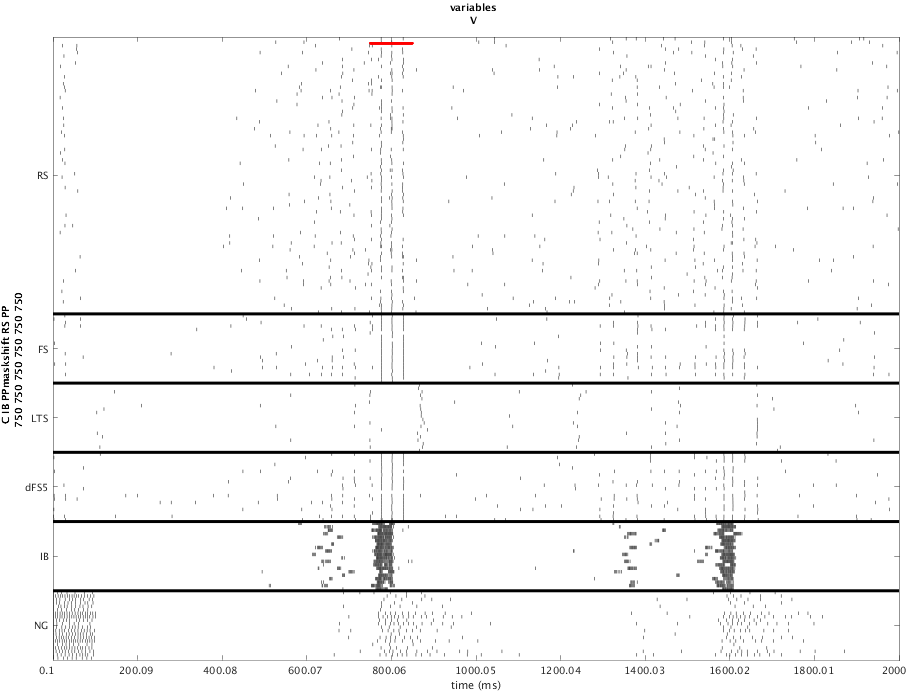 variables
V
C IB PPmaskshift RS PP
750 750 750 750 750 750
RS
FS
LTS
dFS5
IB
NG
0.1 200.09 400.08 600.07 800.06 1000.05 1200.04 1400.03 1600.02 1800.01 2000
time (ms)